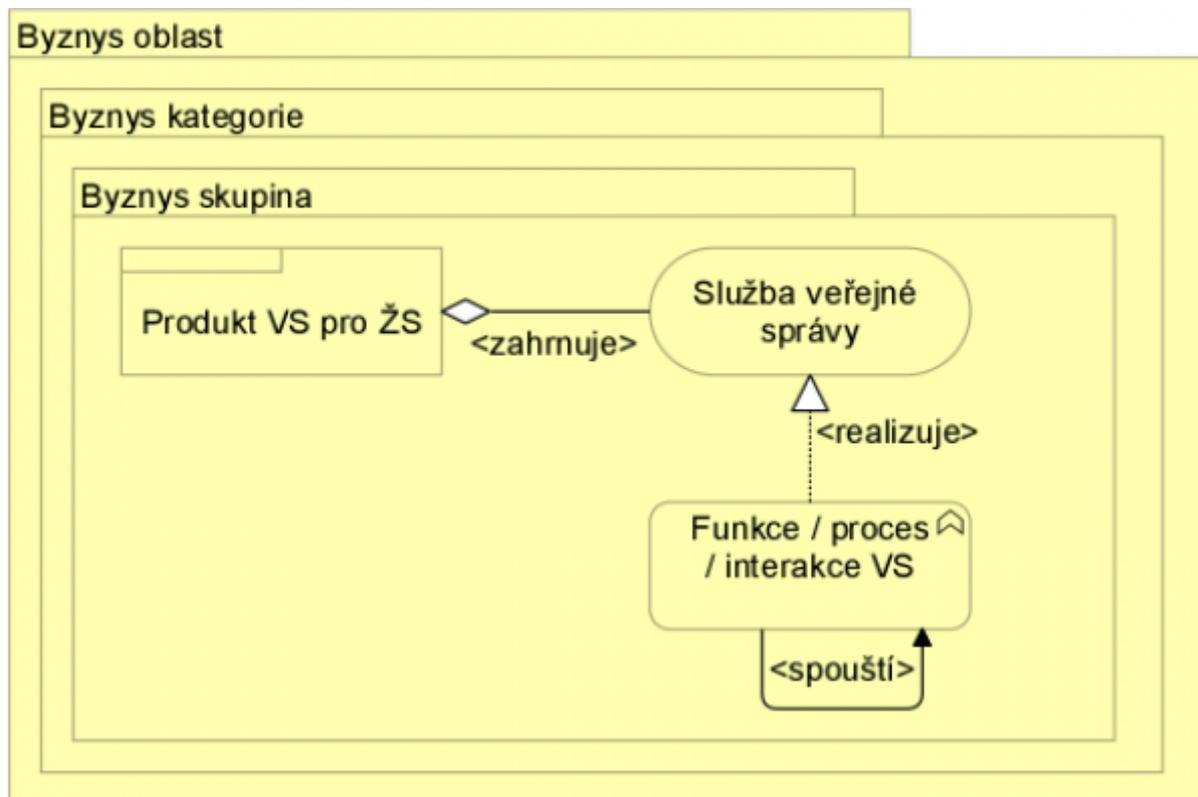 Byznys oblast
Byznys kategorie
Byznys skupina
Produkt VS pro ŽS
<zahrnuje>
Služba veřejné
správy
<realizuje>
Funkce / proces
/ interakce VS
<spouští>